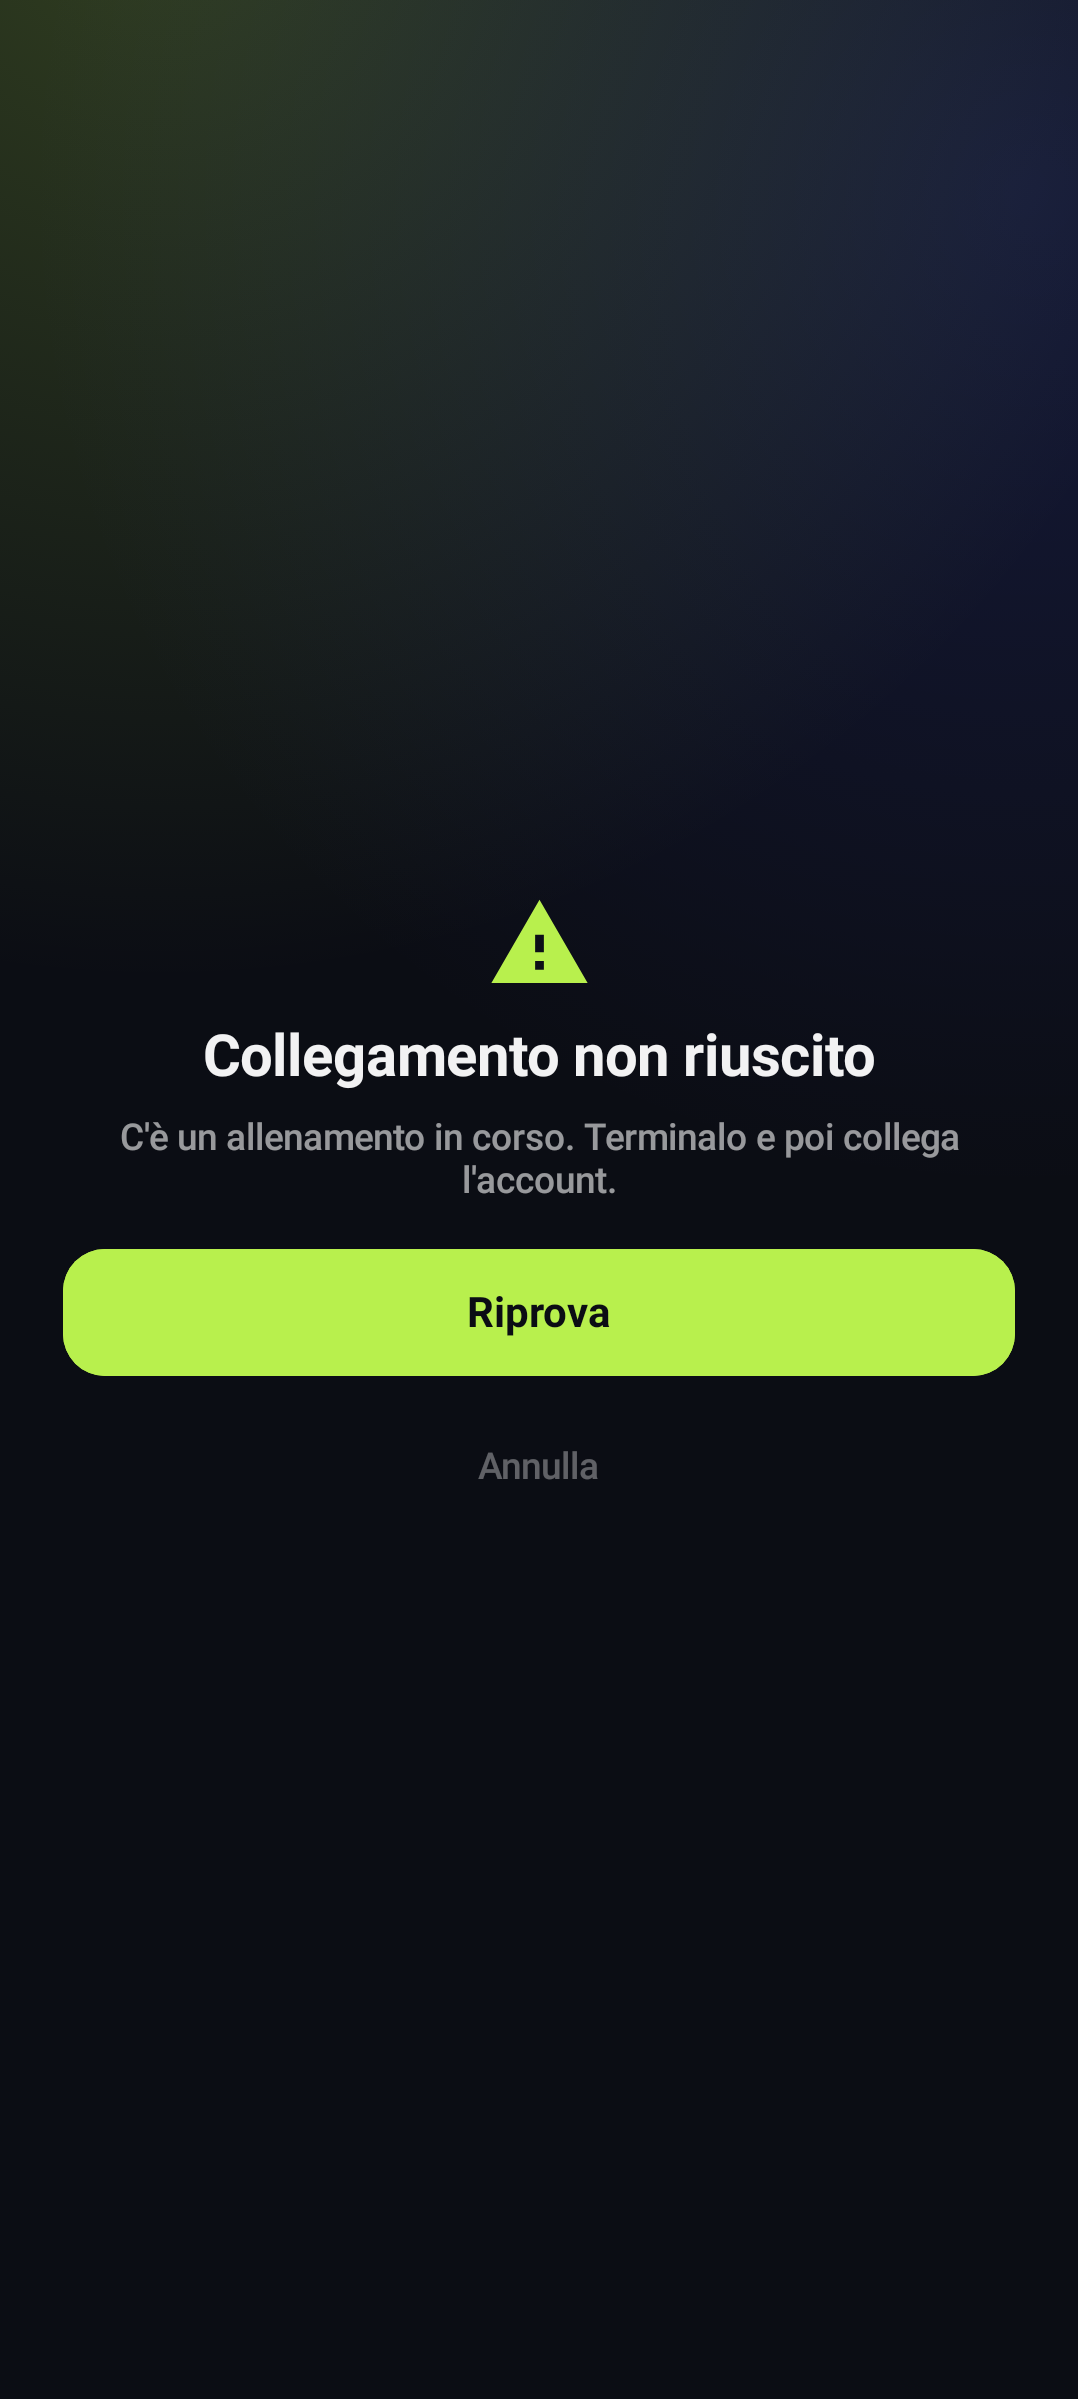 Collegamento non riuscito
C'è un allenamento in corso. Terminalo e poi collega
l'account.
Riprova
Annulla